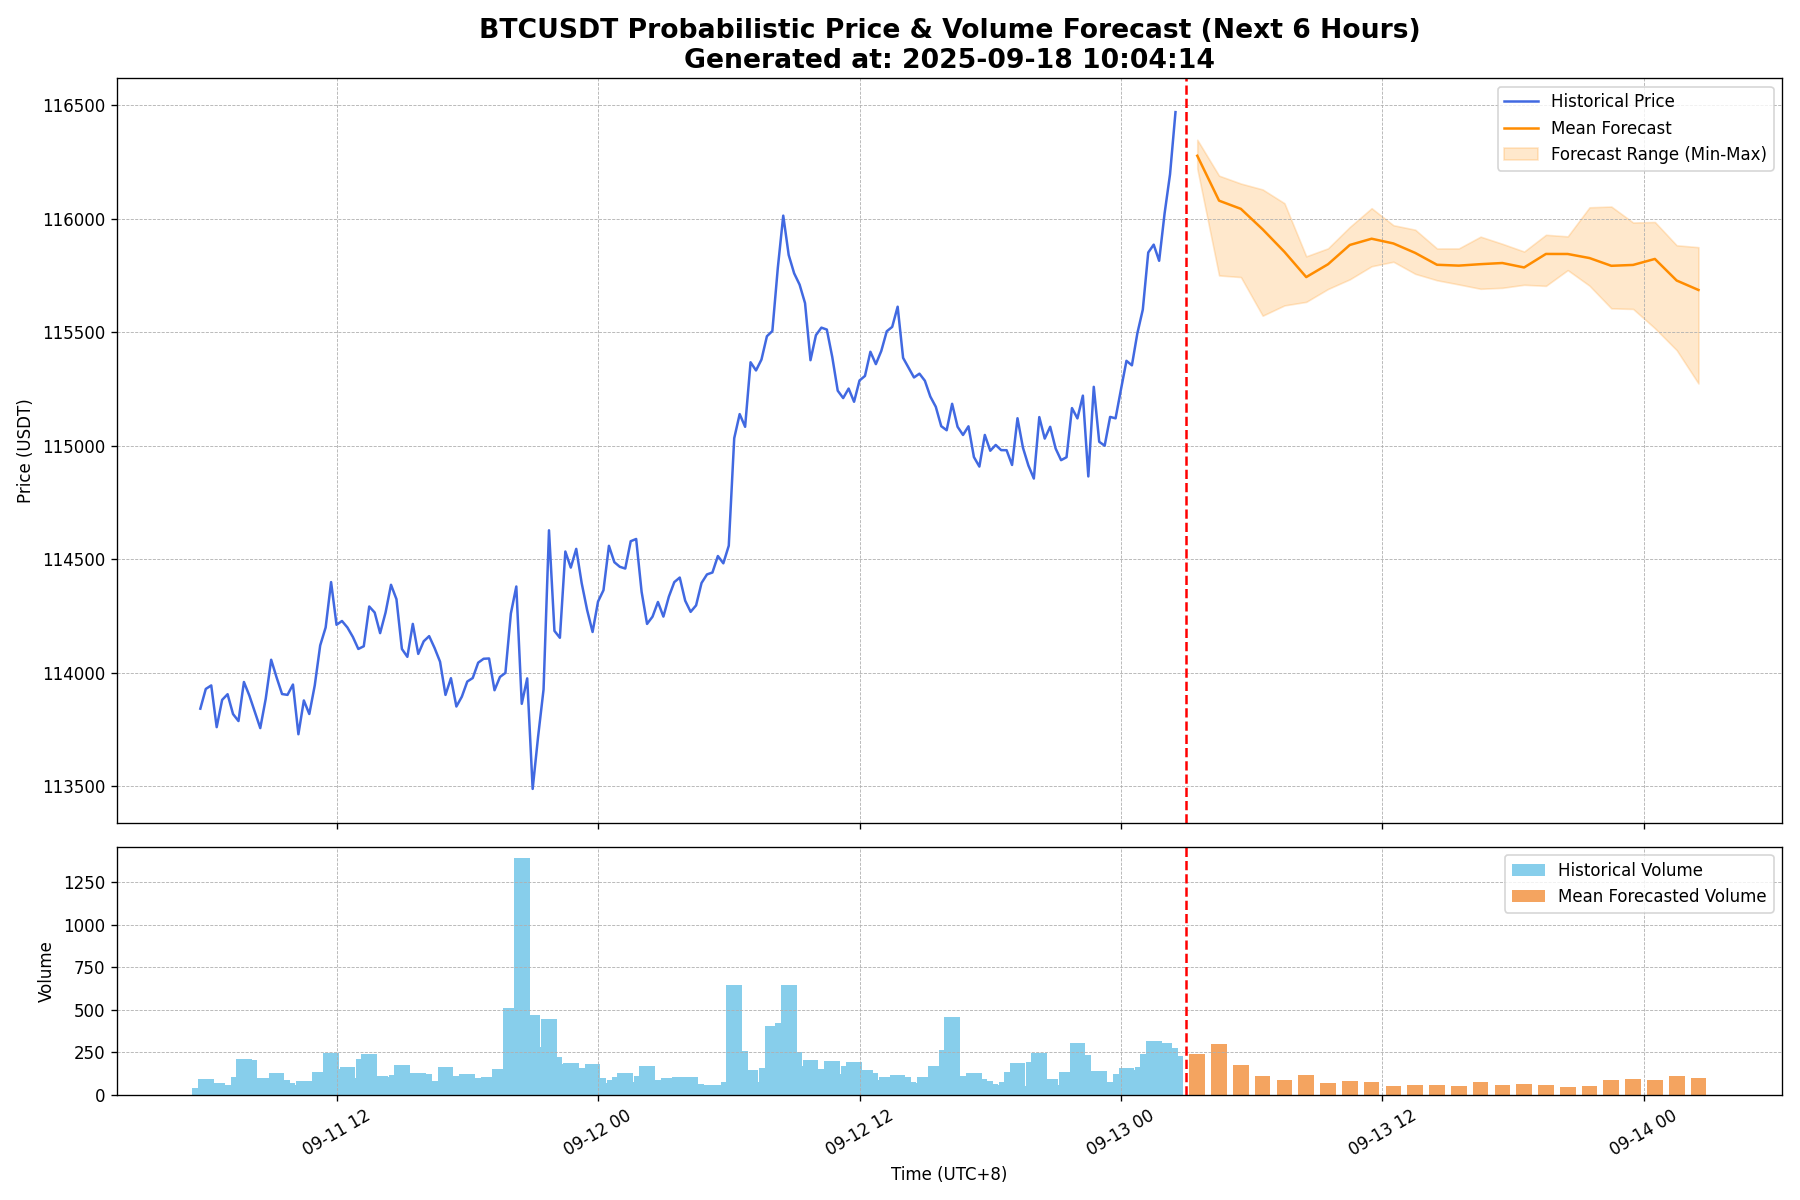 BTCUSDT Probabilistic Price & Volume Forecast (Next 6 Hours)
Generated at: 2025-09-18 10:04:14
Historical Price
Mean Forecast
Forecast Range (Min-Max)
116500
116000
115500
115000
114500
114000
113500
Price (USDT)
Historical Volume
Mean Forecasted Volume
1250
1000
750
500
250
0
Volume
09-11 12
09-12 00
09-12 12
09-13 00
09-13 12
09-14 00
Time (UTC+8)